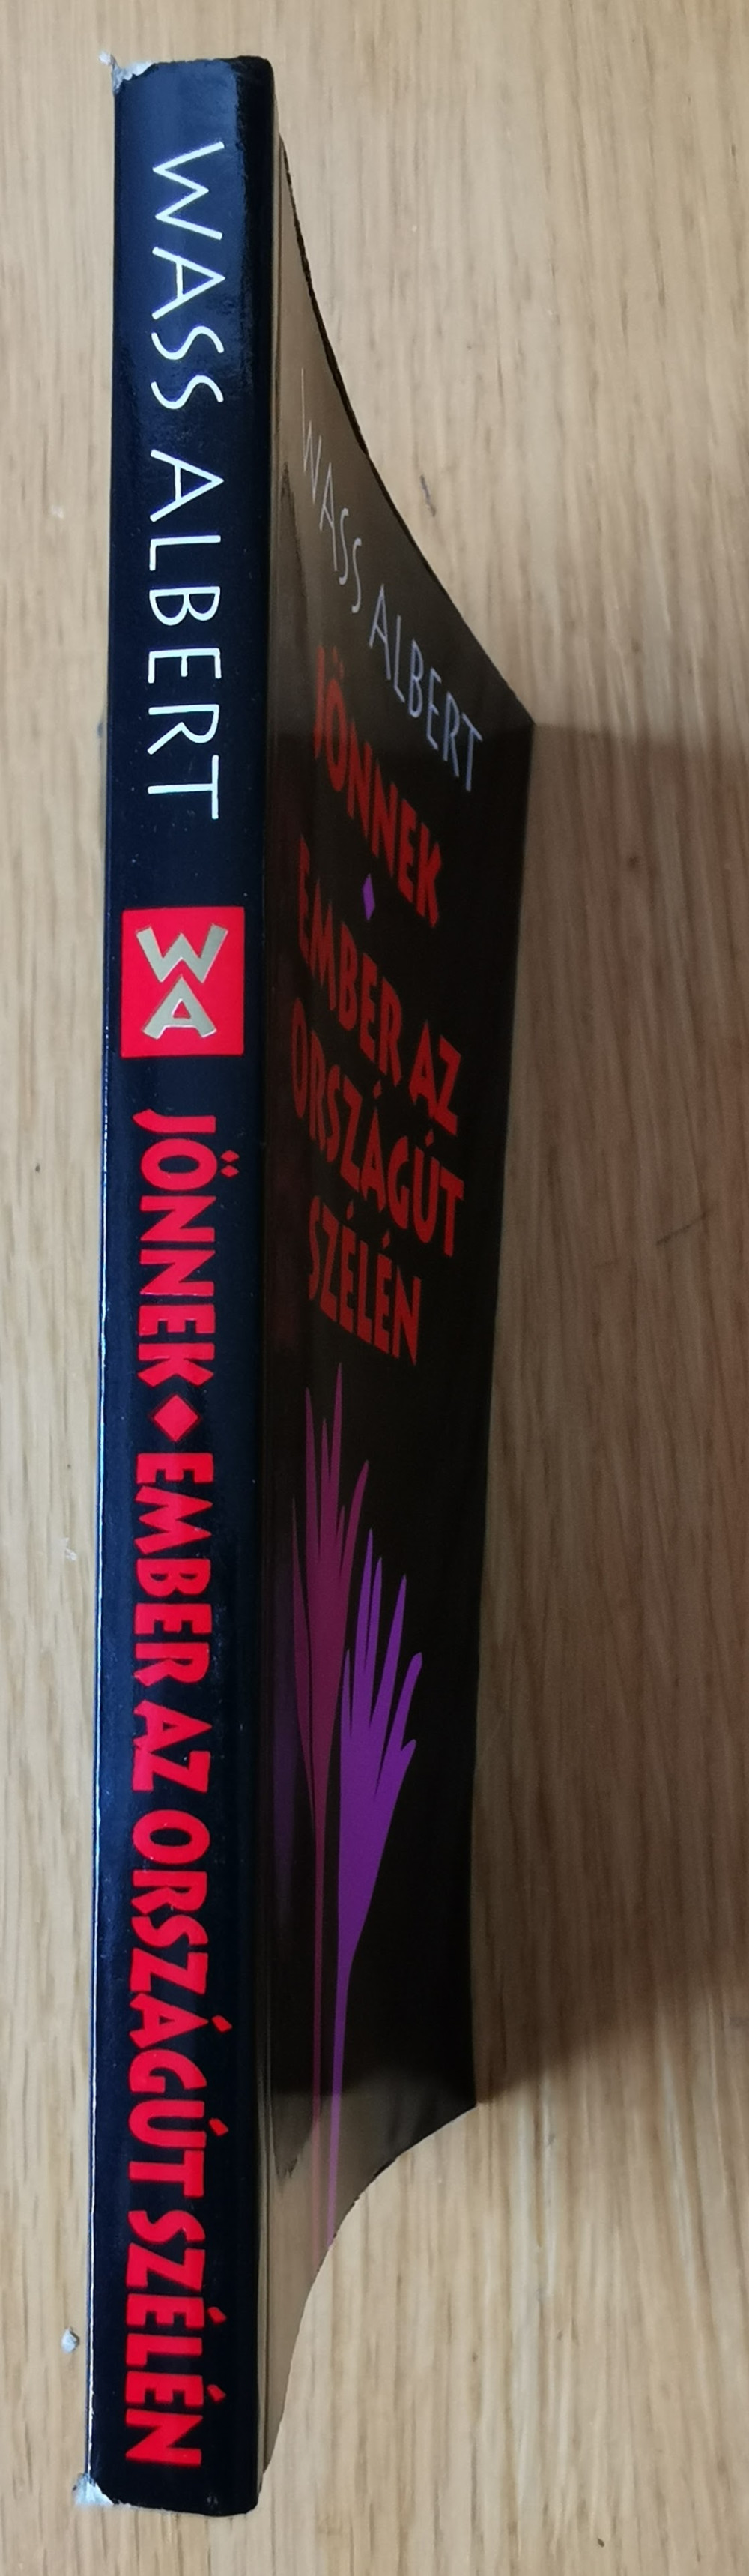 WASS ALBERT
WA
JÖNNEK ◆ EMBER AZ ORSZÁGÚT SZÉLÉN
WASS ALBERT
JÖNNEK
◆
EMBER AZ
ORSZÁGÚT
SZÉLÉN